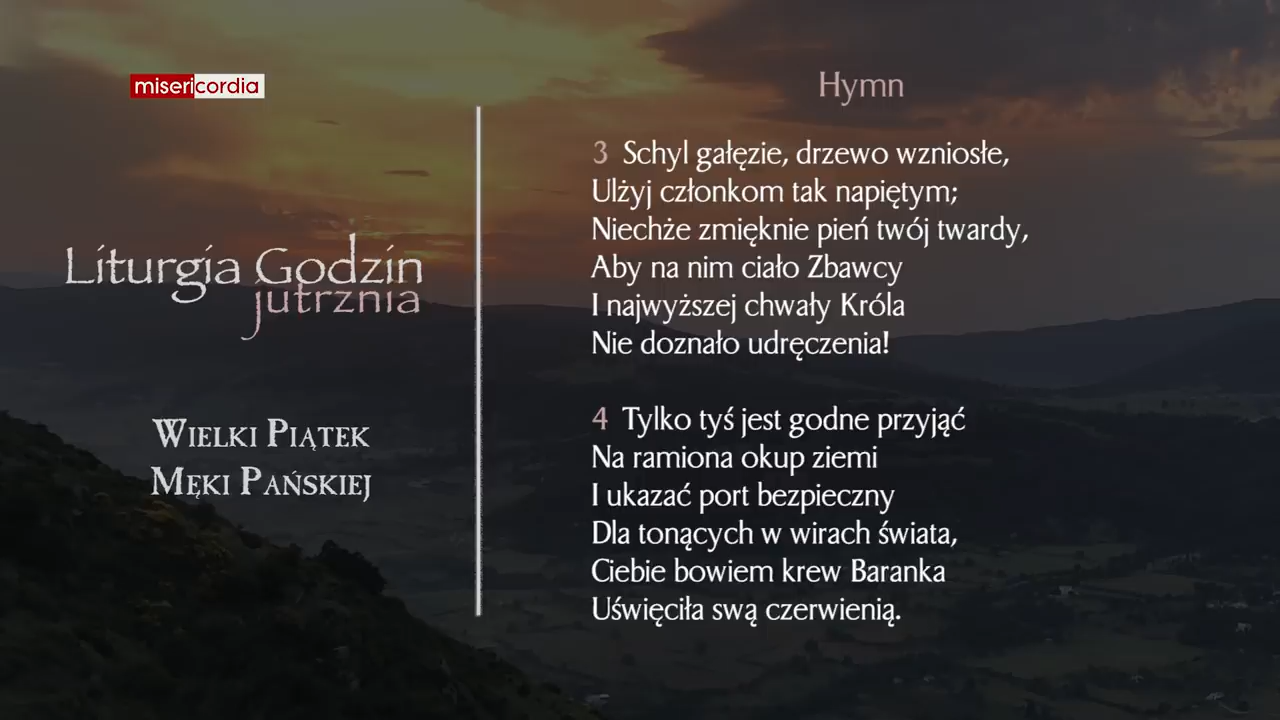 misericordia
Liturgia Godzin
jutrznia
Wielki Piątek
Męki Pańskiej
Hymn
3 Schyl gałęzie, drzewo wzniosłe,
Ulżyj członkom tak napiętym;
Niechże zmięknie pień twój twardy,
Aby na nim ciało Zbawcy
I najwyższej chwały Króla
Nie doznało udręczenia!
4 Tylko tyś jest godne przyjąć
Na ramiona okup ziemi
I ukazać port bezpieczny
Dla tonących w wirach świata,
Ciebie bowiem krew Baranka
Uświęciła swą czerwienią.